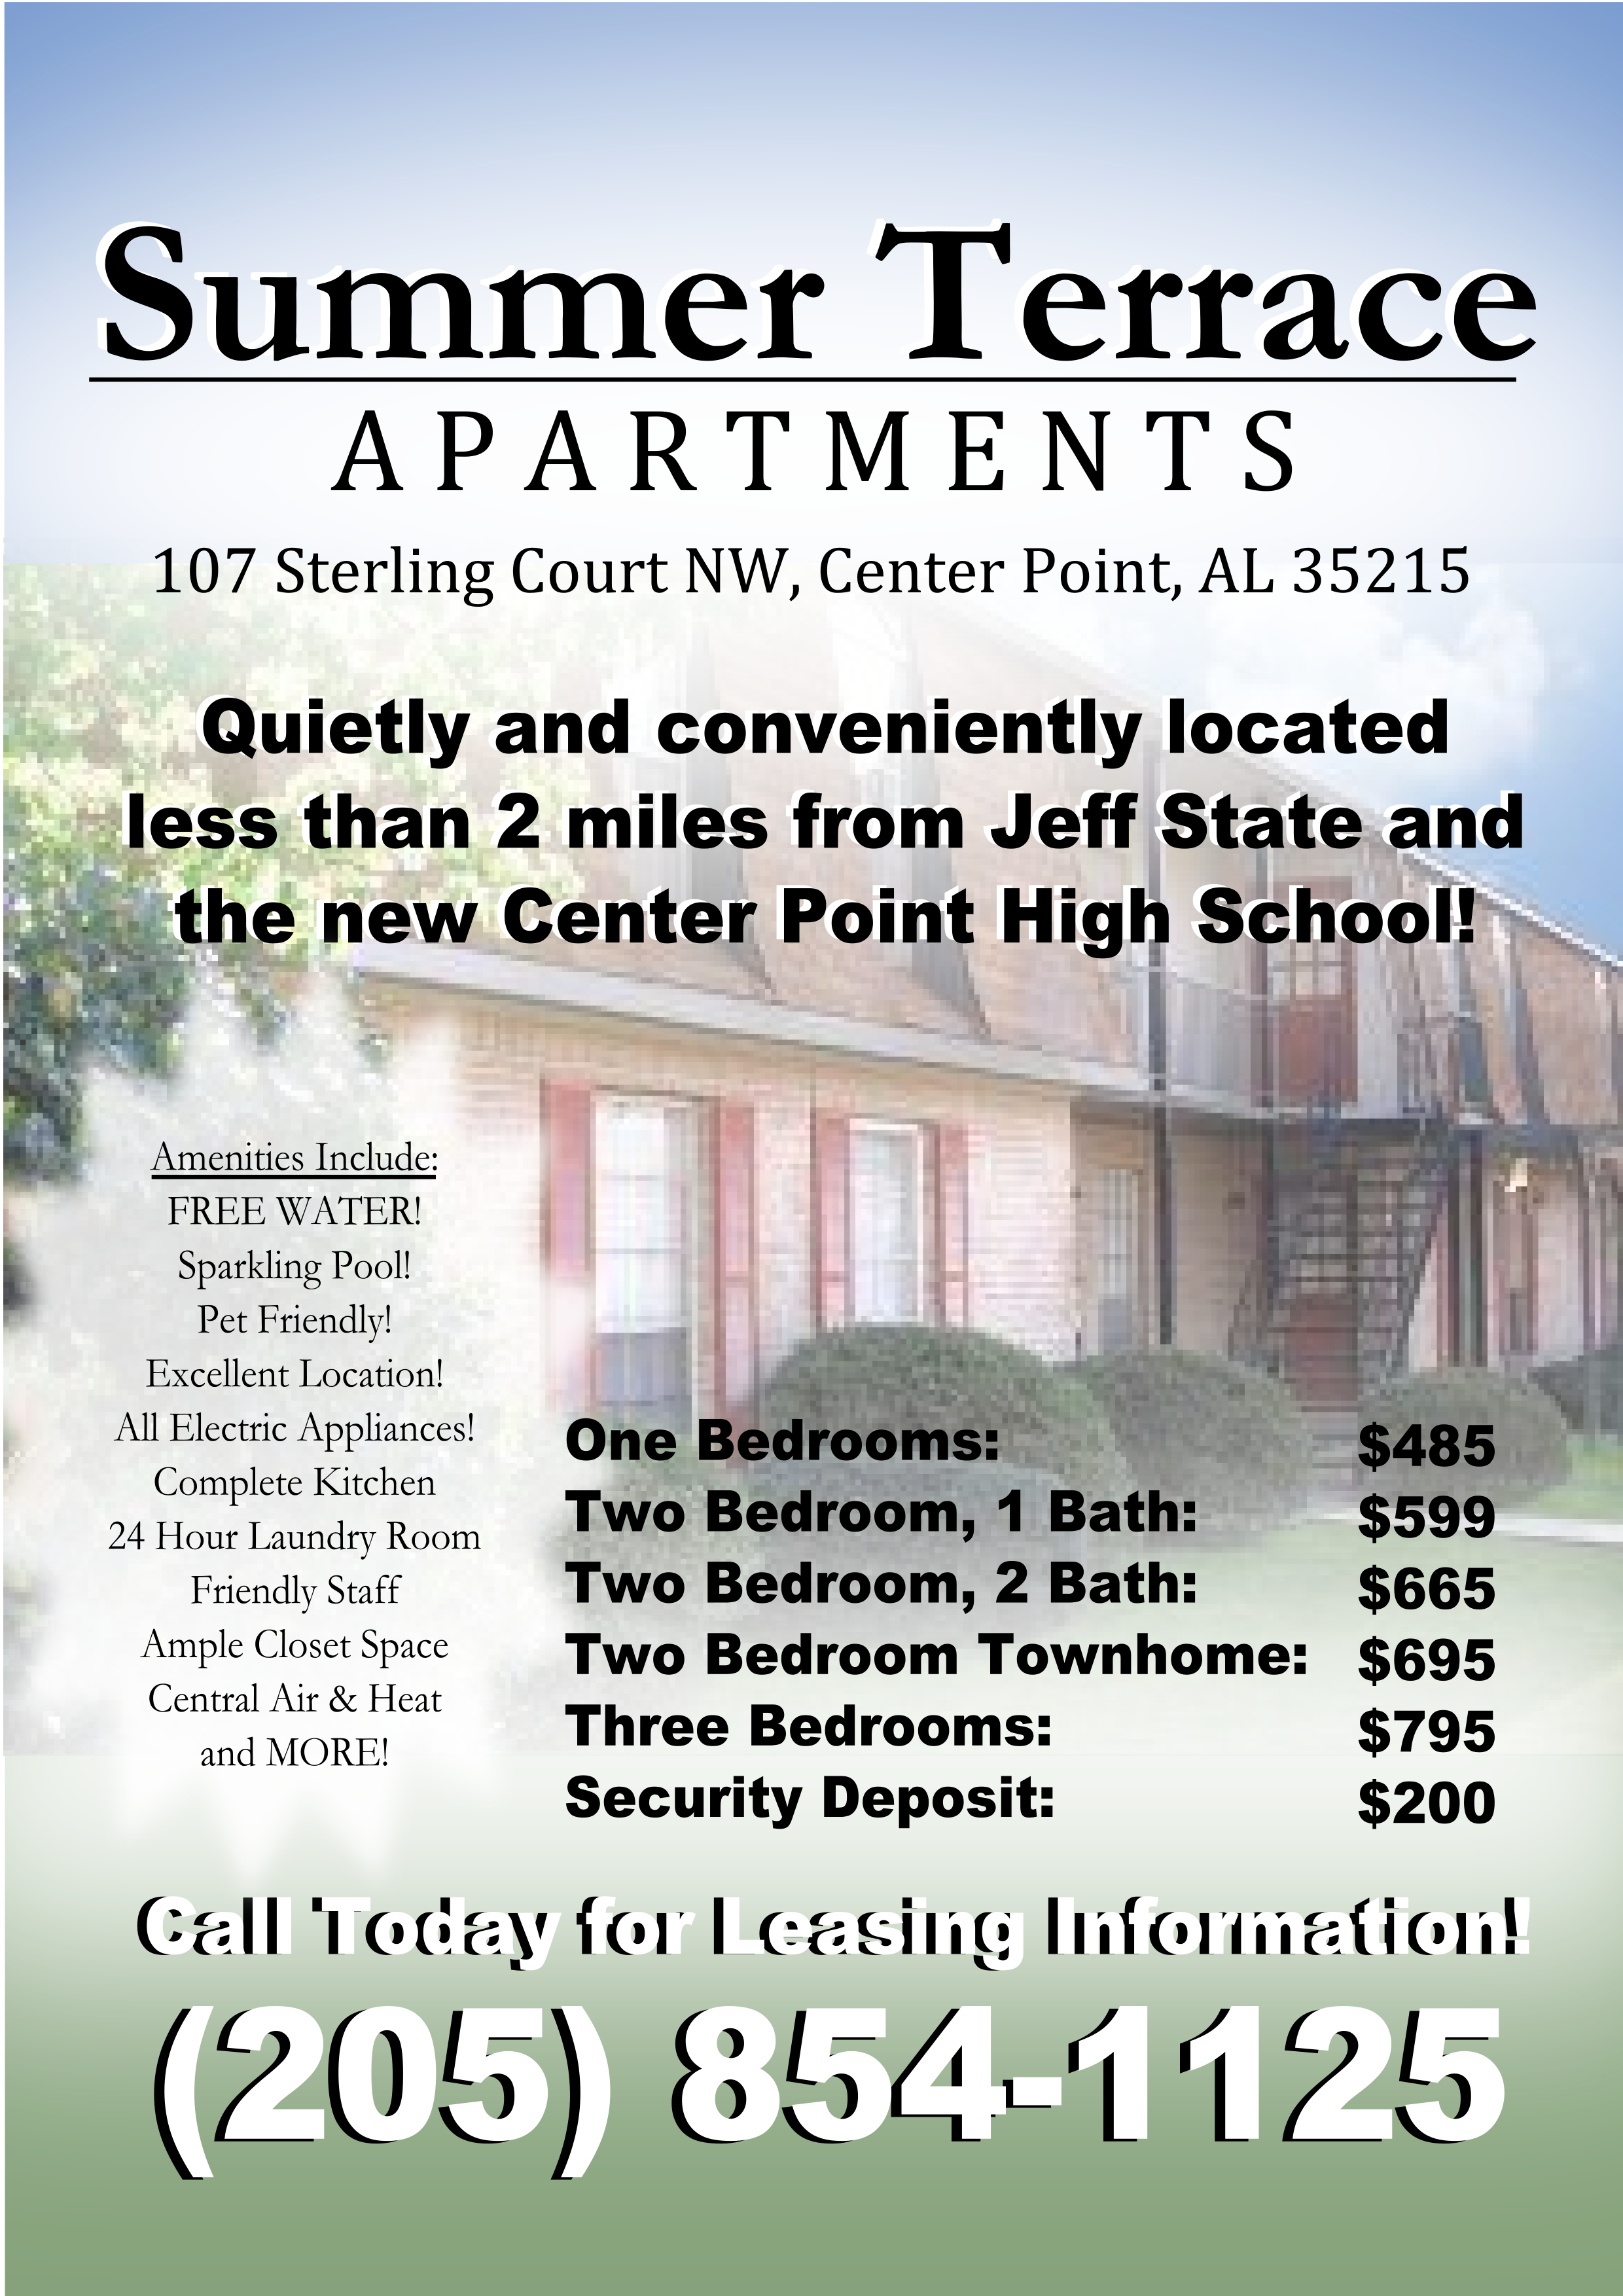 Summer Terrace
APARTMENTS
107 Sterling Court NW, Center Point, AL 35215
Quietly and conveniently located
less than 2 miles from Jeff State and
the new Center Point High School!
Amenities Include:
FREE WATER!
Sparkling Pool!
Pet Friendly!
Excellent Location!
All Electric Appliances!
Complete Kitchen
24 Hour Laundry Room
Friendly Staff
Ample Closet Space
Central Air & Heat
and MORE!
One Bedrooms: $485
Two Bedroom, 1 Bath: $599
Two Bedroom, 2 Bath: $665
Two Bedroom Townhome: $695
Three Bedrooms: $795
Security Deposit: $200
Call Today for Leasing Information!
(205) 854-1125